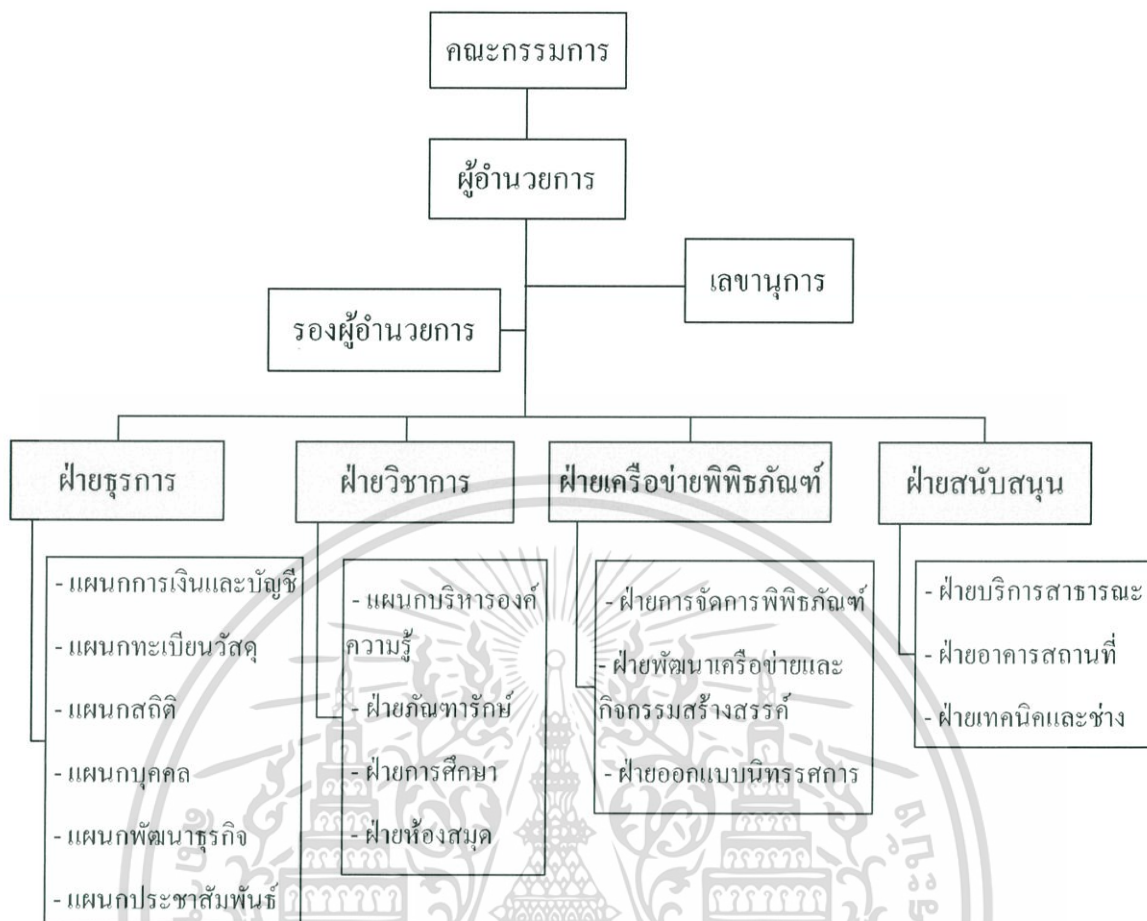 คณะกรรมการ
ผู้อำนวยการ
เลขานุการ
รองผู้อำนวยการ
ฝ่ายธุรการ
ฝ่ายวิชาการ
ฝ่ายเครือข่ายพิพิธภัณฑ์
ฝ่ายสนับสนุน
- แผนกการเงินและบัญชี
- แผนกทะเบียนวัสดุ
- แผนกสถิติ
- แผนกบุคคล
- แผนกพัฒนาธุรกิจ
- แผนกประชาสัมพันธ์
- แผนกบริหารองค์
ความรู้
- ฝ่ายภัณฑารักษ์
- ฝ่ายการศึกษา
- ฝ่ายห้องสมุด
- ฝ่ายการจัดการพิพิธภัณฑ์
- ฝ่ายพัฒนาเครือข่ายและ
กิจกรรมสร้างสรรค์
- ฝ่ายออกแบบนิทรรศการ
- ฝ่ายบริการสาธารณะ
- ฝ่ายอาคารสถานที่
- ฝ่ายเทคนิคและช่าง